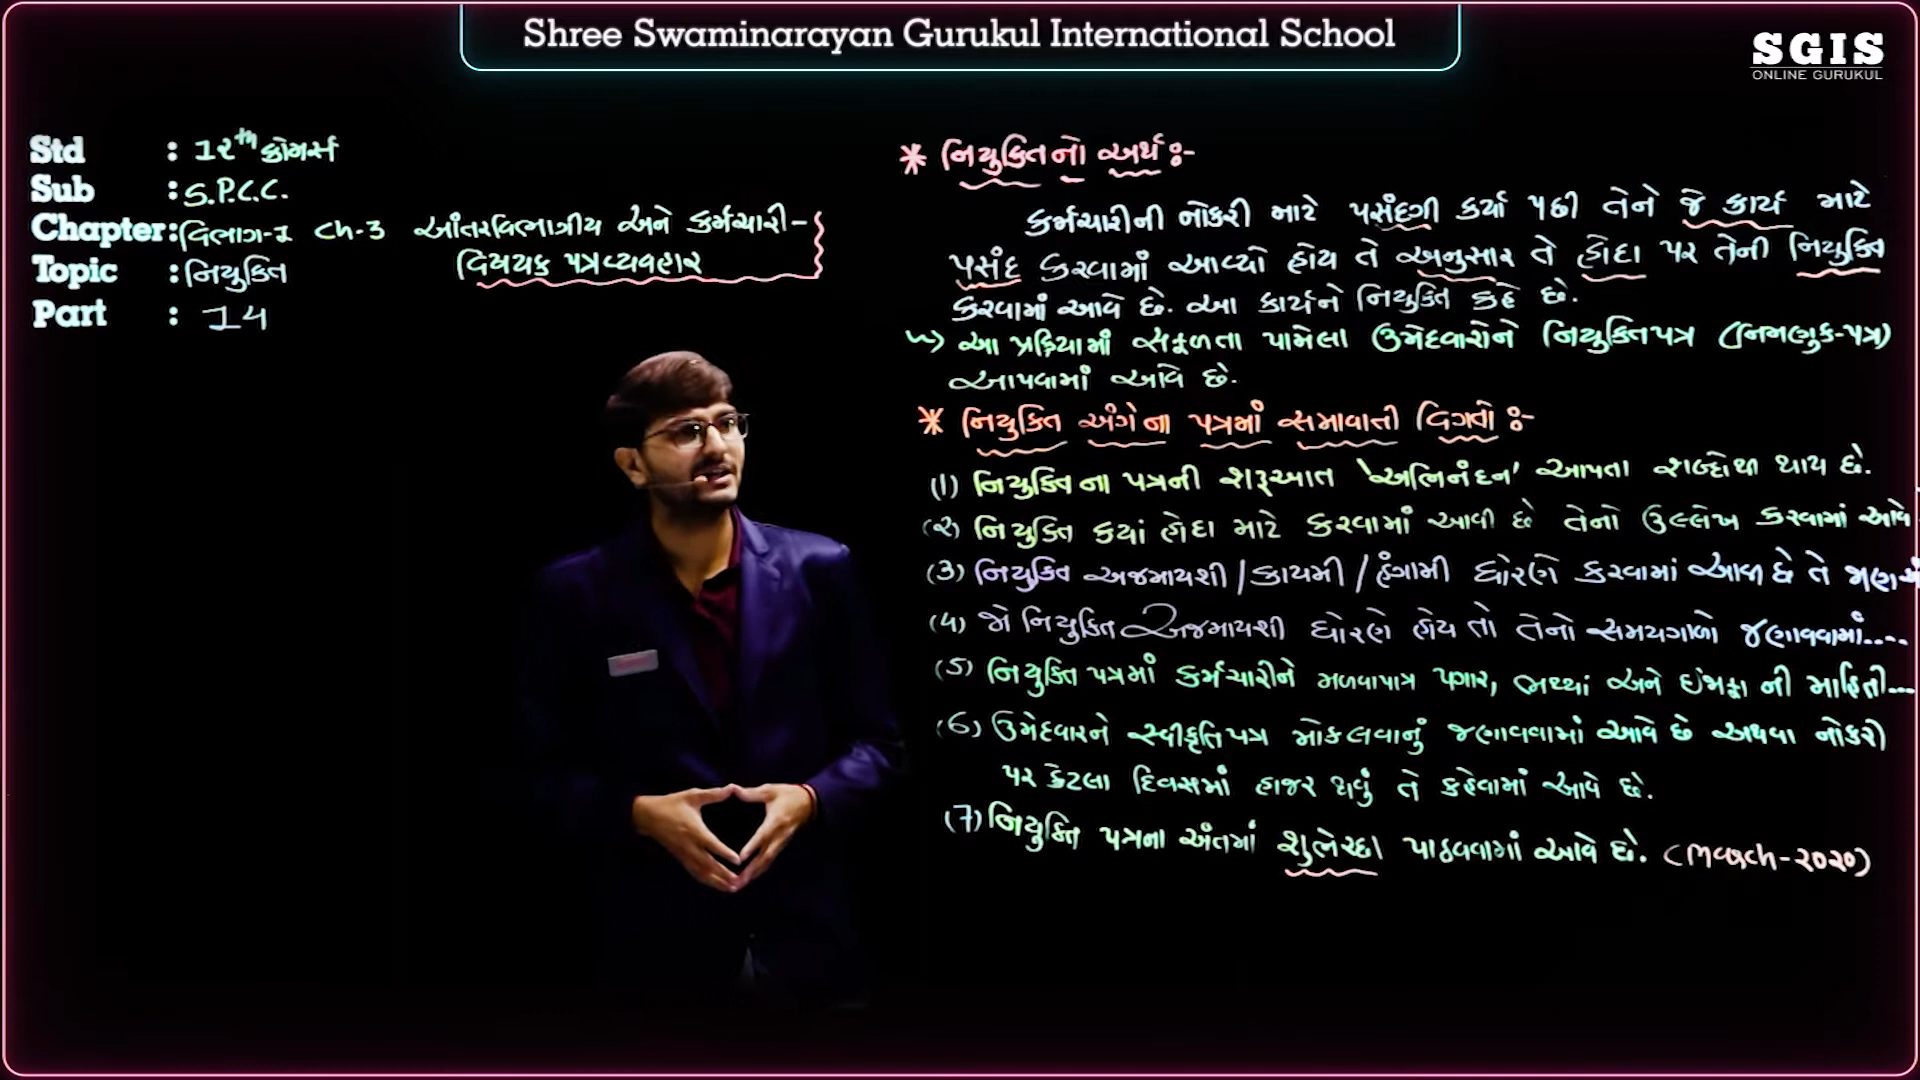 Shree Swaminarayan Gurukul International School
SGIS
ONLINE GURUKUL
Std : 12th કોમર્સ
Sub : S.P.C.C.
Chapter: વિભાગ-1 Ch-3 આંતરવિભાગીય અને કર્મચારી-
વિષયક પત્રવ્યવહાર
Topic : નિયુક્તિ
Part : 14
* નિયુક્તિનો અર્થ :-
કર્મચારીની નોકરી માટે પસંદગી કર્યા પછી તેને જે કાર્ય માટે
પસંદ કરવામાં આવ્યો હોય તે અનુસાર તે હોદા પર તેની નિયુક્તિ
કરવામાં આવે છે. આ કાર્યને નિયુક્તિ કહે છે.
આ પ્રક્રિયામાં સફળતા પામેલા ઉમેદવારોને નિયુક્તિપત્ર (નિમણુક-પત્ર)
આપવામાં આવે છે.
* નિયુક્તિ અંગેના પત્રમાં સમાવાતી વિગતો :-
(1) નિયુક્તિના પત્રની શરૂઆત 'અભિનંદન' આપતા શબ્દોથી થાય છે.
(2) નિયુક્તિ કયાં હોદા માટે કરવામાં આવી છે તેનો ઉલ્લેખ કરવામાં આવે
(3) નિયુક્તિ અજમાયશી / કાયમી / હંગામી ધોરણે કરવામાં આવી છે તે
(4) જો નિયુક્તિ અજમાયશી ધોરણે હોય તો તેનો સમયગાળો જણાવવામાં.....
(5) નિયુક્તિ પત્રમાં કર્મચારીને મળવાપાત્ર પગાર, ભથ્થાં અને ઈજાફા ની માહિતી...
(6) ઉમેદવારને સ્વીકૃતિપત્ર મોકલવાનું જણાવવામાં આવે છે અથવા નોકરી
પર કેટલા દિવસમાં હાજર થવું તે કહેવામાં આવે છે.
(7) નિયુક્તિ પત્રના અંતમાં શુભેચ્છા પાઠવવામાં આવે છે. (March-2020)